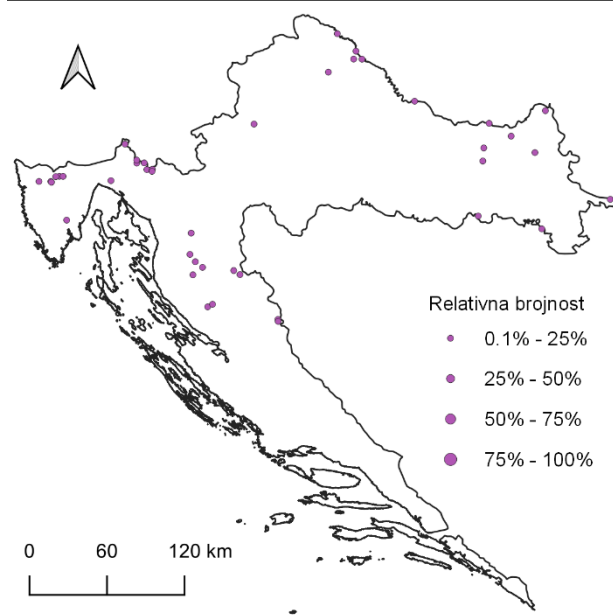 Relativna brojnost
0.1% - 25%
25% - 50%
50% - 75%
75% - 100%
0 60 120 km